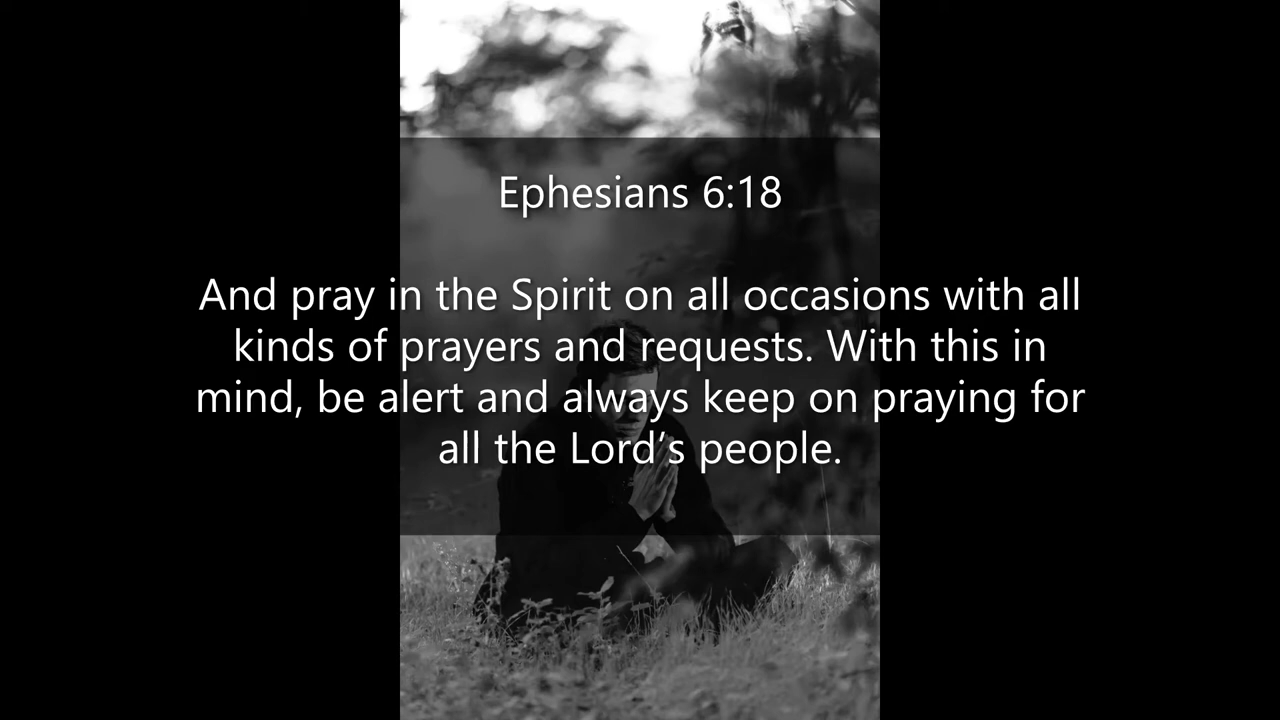 Ephesians 6:18
And pray in the Spirit on all occasions with all
kinds of prayers and requests. With this in
mind, be alert and always keep on praying for
all the Lord’s people.